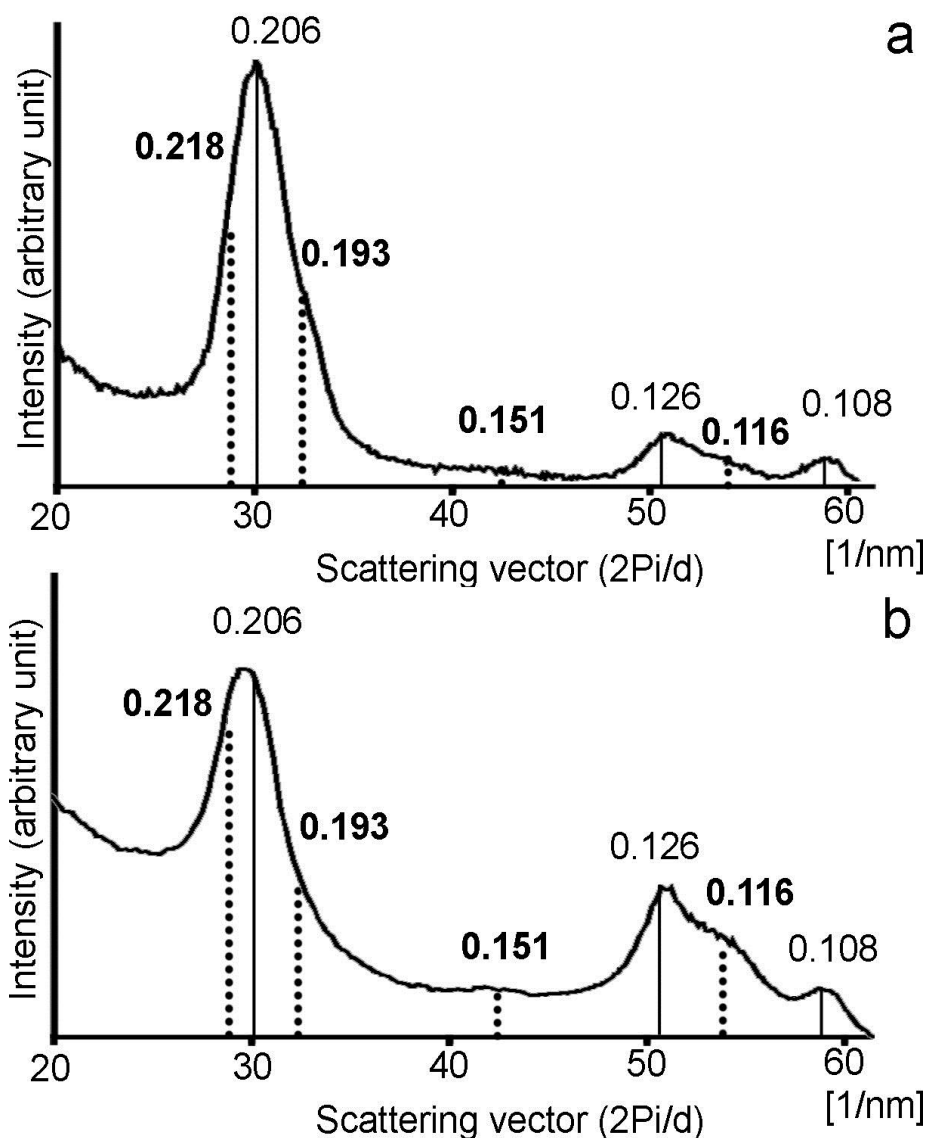 a
0.206
0.218
0.193
0.151
0.126
0.116
0.108
Intensity (arbitrary unit)
20 30 40 50 60
Scattering vector (2Pi/d) [1/nm]
b
0.206
0.218
0.193
0.151
0.126
0.116
0.108
Intensity (arbitrary unit)
20 30 40 50 60
Scattering vector (2Pi/d) [1/nm]